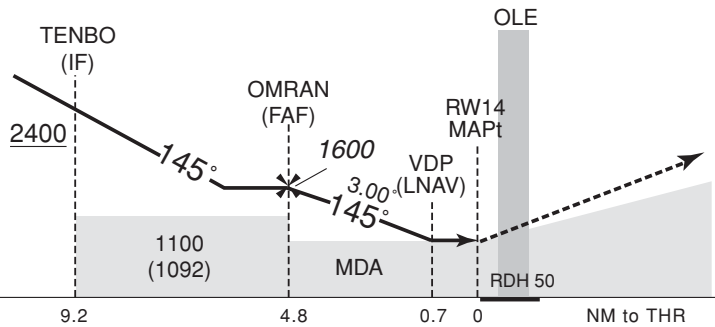 OLE
TENBO
(IF)
OMRAN
(FAF)
RW14
MAPt
2400
145°
1600
VDP
(LNAV)
3.00°
145°
1100
(1092)
MDA
RDH 50
9.2
4.8
0.7
0
NM to THR